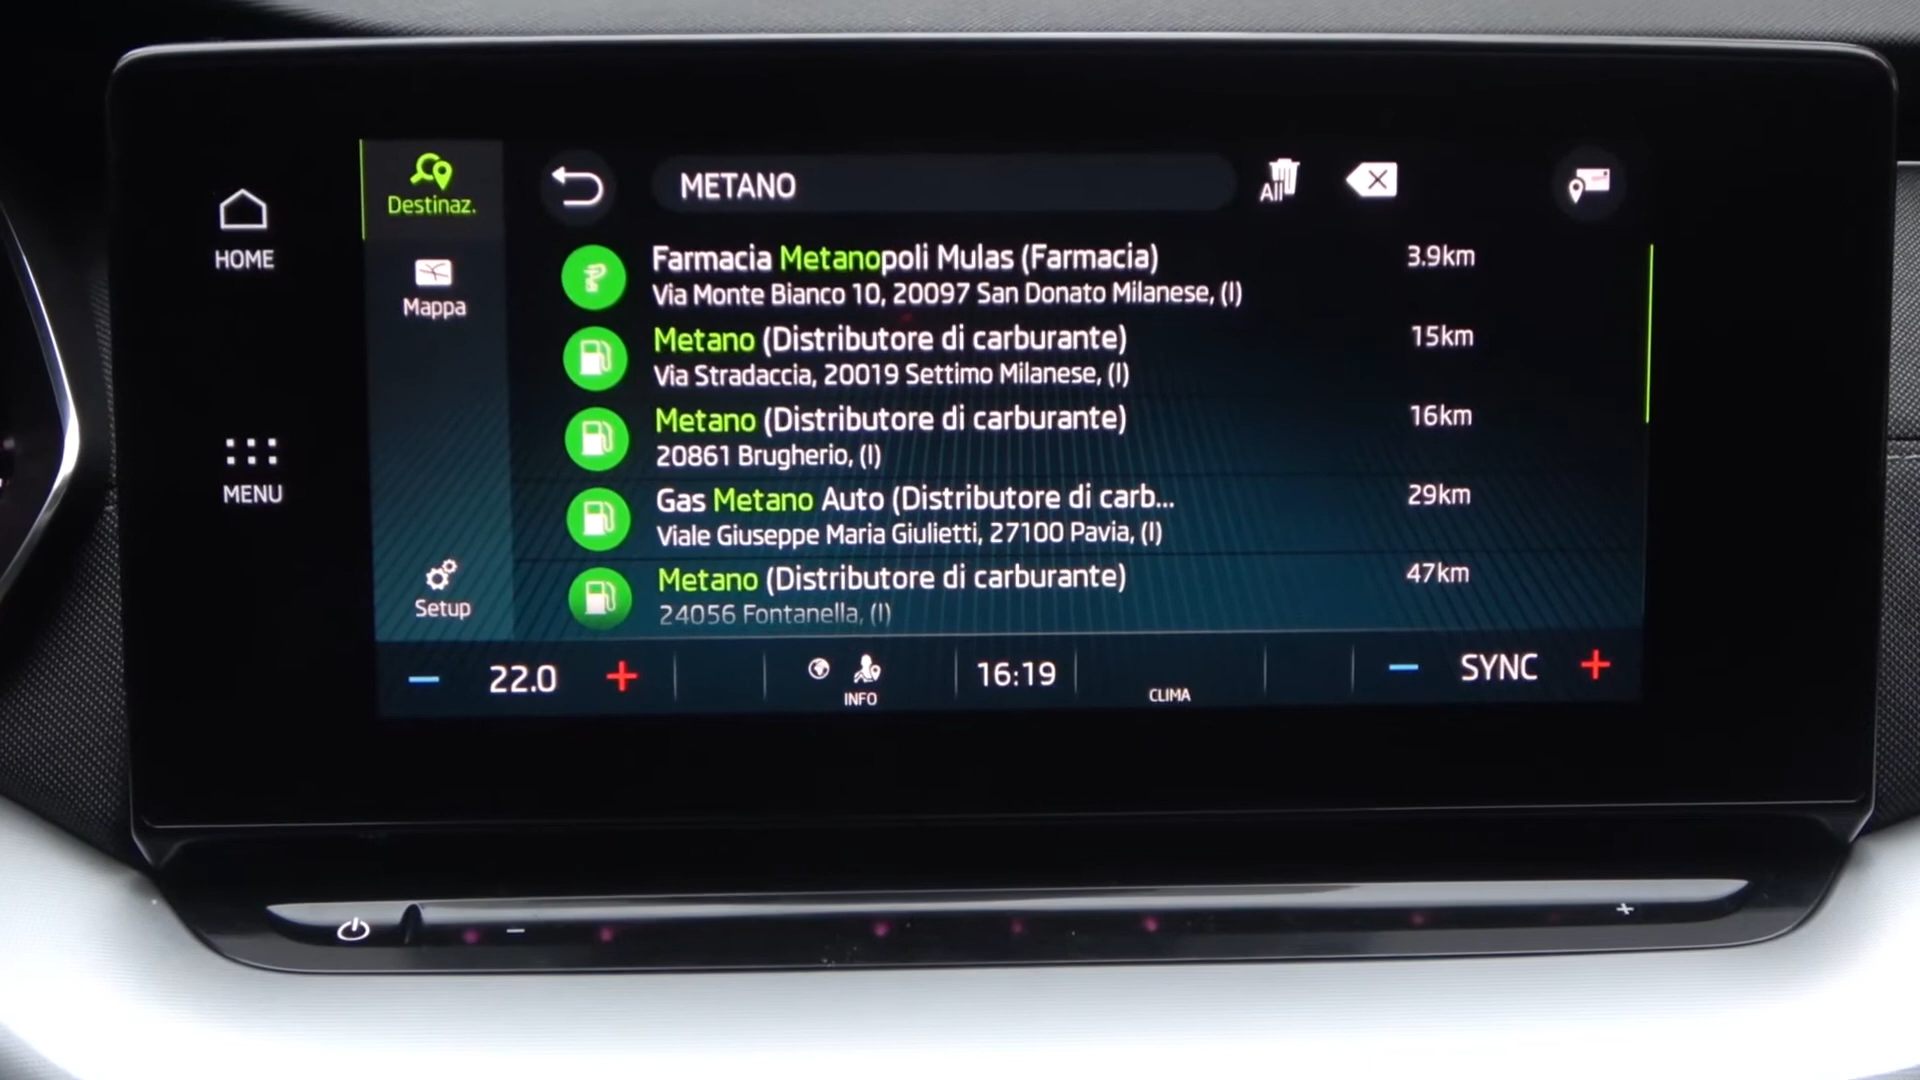 HOME
MENU
Destinaz.
Mappa
Setup
METANO
All
Farmacia Metanopoli Mulas (Farmacia)
3.9km
Via Monte Bianco 10, 20097 San Donato Milanese, (I)
Metano (Distributore di carburante)
15km
Via Stradaccia, 20019 Settimo Milanese, (I)
Metano (Distributore di carburante)
16km
20861 Brugherio, (I)
Gas Metano Auto (Distributore di carb...
29km
Viale Giuseppe Maria Giulietti, 27100 Pavia, (I)
Metano (Distributore di carburante)
47km
24056 Fontanella, (I)
− 22.0 +
INFO
16:19
CLIMA
− SYNC +
− +